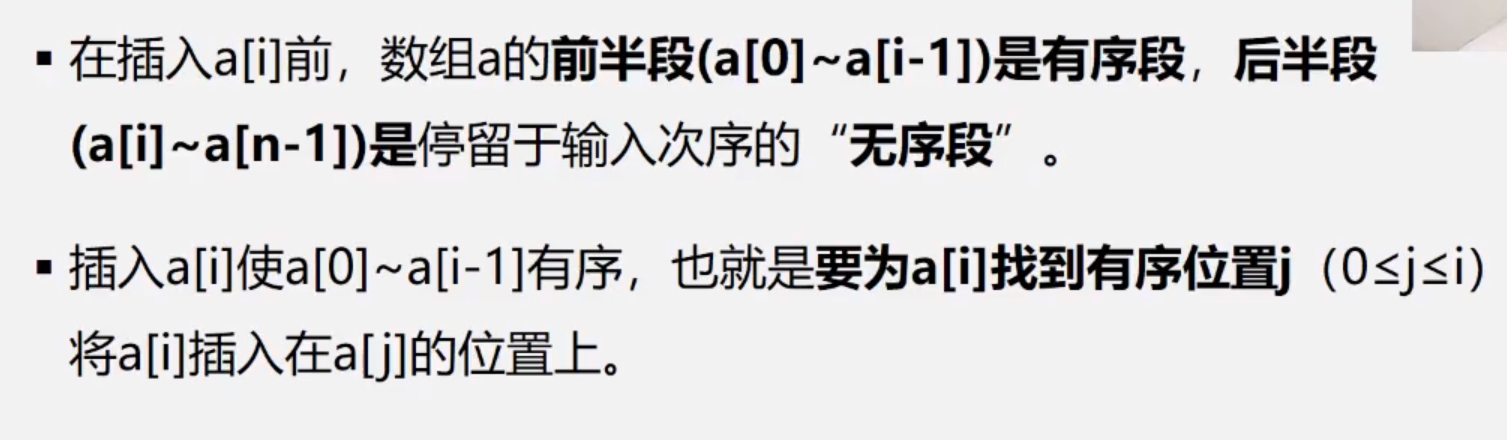 ▪ 在插入a[i]前，数组a的前半段(a[0]~a[i-1])是有序段，后半段
(a[i]~a[n-1])是停留于输入次序的“无序段”。
▪ 插入a[i]使a[0]~a[i-1]有序，也就是要为a[i]找到有序位置j（0≤j≤i）
将a[i]插入在a[j]的位置上。